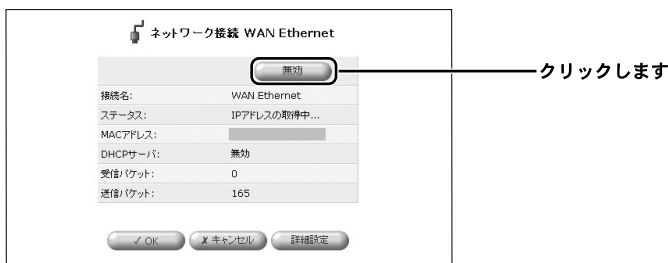 ネットワーク接続 WAN Ethernet
無効
クリックします
接続名: WAN Ethernet
ステータス: IPアドレスの取得中...
MACアドレス:
DHCPサーバ: 無効
受信パケット: 0
送信パケット: 165
✓ OK ✗ キャンセル 詳細設定